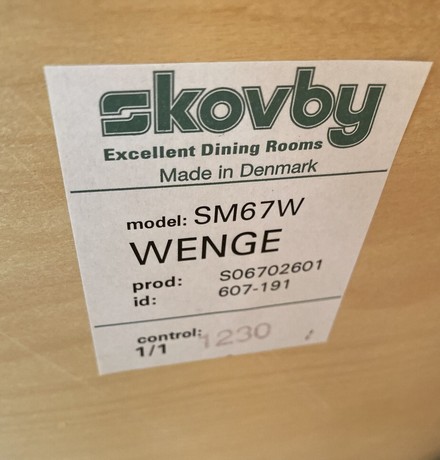 skovby
Excellent Dining Rooms
Made in Denmark
model: SM67W
WENGE
prod: S06702601
id: 607-191
control: 1230
1/1